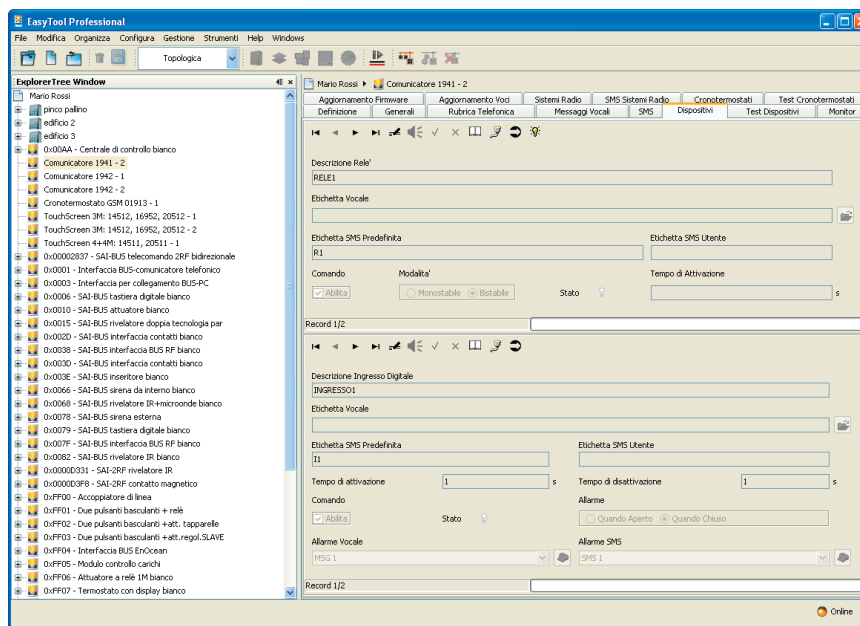 EasyTool Professional
File Modifica Organizza Configura Gestione Strumenti Help Windows
Topologica
ExplorerTree Window
Mario Rossi
pinco pallino
edificio 2
edificio 3
0x00AA - Centrale di controllo bianco
Comunicatore 1941 - 2
Comunicatore 1942 - 1
Comunicatore 1942 - 2
Cronotermostato GSM 01913 - 1
TouchScreen 3M: 14512, 16952, 20512 - 1
TouchScreen 3M: 14512, 16952, 20512 - 2
TouchScreen 4+4M: 14511, 20511 - 1
0x00002837 - SAI-BUS telecomando 2RF bidirezionale
0x0001 - Interfaccia BUS-comunicatore telefonico
0x0003 - Interfaccia per collegamento BUS-PC
0x0006 - SAI-BUS tastiera digitale bianco
0x0010 - SAI-BUS attuatore bianco
0x0015 - SAI-BUS rivelatore doppia tecnologia par
0x002D - SAI-BUS interfaccia contatti bianco
0x0038 - SAI-BUS interfaccia BUS RF bianco
0x003D - SAI-BUS interfaccia contatti bianco
0x003E - SAI-BUS inseritore bianco
0x0066 - SAI-BUS sirena da interno bianco
0x0068 - SAI-BUS rivelatore IR+microonde bianco
0x0078 - SAI-BUS sirena esterna
0x0079 - SAI-BUS tastiera digitale bianco
0x007F - SAI-BUS interfaccia BUS RF bianco
0x0082 - SAI-BUS rivelatore IR bianco
0x0000D331 - SAI-2RF rivelatore IR
0x0000D3F8 - SAI-2RF contatto magnetico
0xFF00 - Accoppiatore di linea
0xFF01 - Due pulsanti basculanti + relè
0xFF02 - Due pulsanti basculanti +att. tapparelle
0xFF03 - Due pulsanti basculanti +att.regol.SLAVE
0xFF04 - Interfaccia BUS EnOcean
0xFF05 - Modulo controllo carichi
0xFF06 - Attuatore a relè 1M bianco
0xFF07 - Termostato con display bianco
Mario Rossi Comunicatore 1941 - 2
Aggiornamento Firmware Aggiornamento Voci Sistemi Radio SMS Sistemi Radio Cronotermostati Test Cronotermostati
Definizione Generali Rubrica Telefonica Messaggi Vocali SMS Dispositivi Test Dispositivi Monitor
Descrizione Rele'
RELE1
Etichetta Vocale
Etichetta SMS Predefinita Etichetta SMS Utente
R1
Comando Modalita' Tempo di Attivazione
Abilita Monostabile Bistabile Stato s
Record 1/2
Descrizione Ingresso Digitale
INGRESSO1
Etichetta Vocale
Etichetta SMS Predefinita Etichetta SMS Utente
I1
Tempo di attivazione 1 s Tempo di disattivazione 1 s
Comando Allarme
Abilita Stato Quando Aperto Quando Chiuso
Allarme Vocale Allarme SMS
MSG 1 SMS 1
Record 1/2
Online